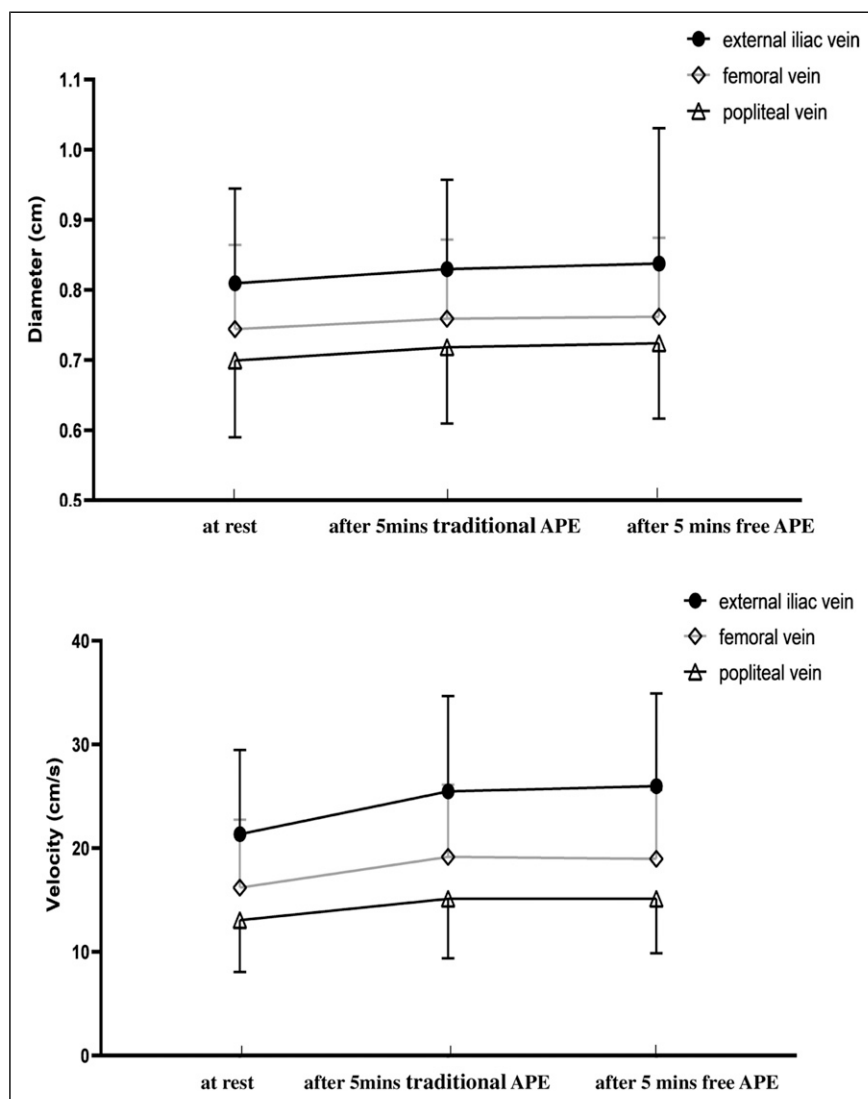 external iliac vein
femoral vein
popliteal vein
1.1
1.0
0.9
0.8
0.7
0.6
0.5
Diameter (cm)
at rest
after 5mins traditional APE
after 5 mins free APE
external iliac vein
femoral vein
popliteal vein
40
30
20
10
0
Velocity (cm/s)
at rest
after 5mins traditional APE
after 5 mins free APE